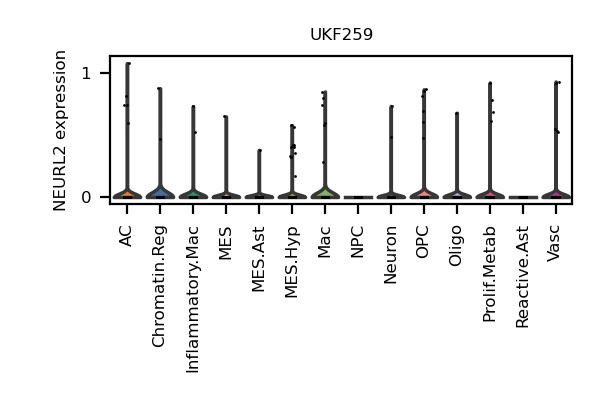 UKF259
NEURL2 expression
1
0
AC
Chromatin.Reg
Inflammatory.Mac
MES
MES.Ast
MES.Hyp
Mac
NPC
Neuron
OPC
Oligo
Prolif.Metab
Reactive.Ast
Vasc